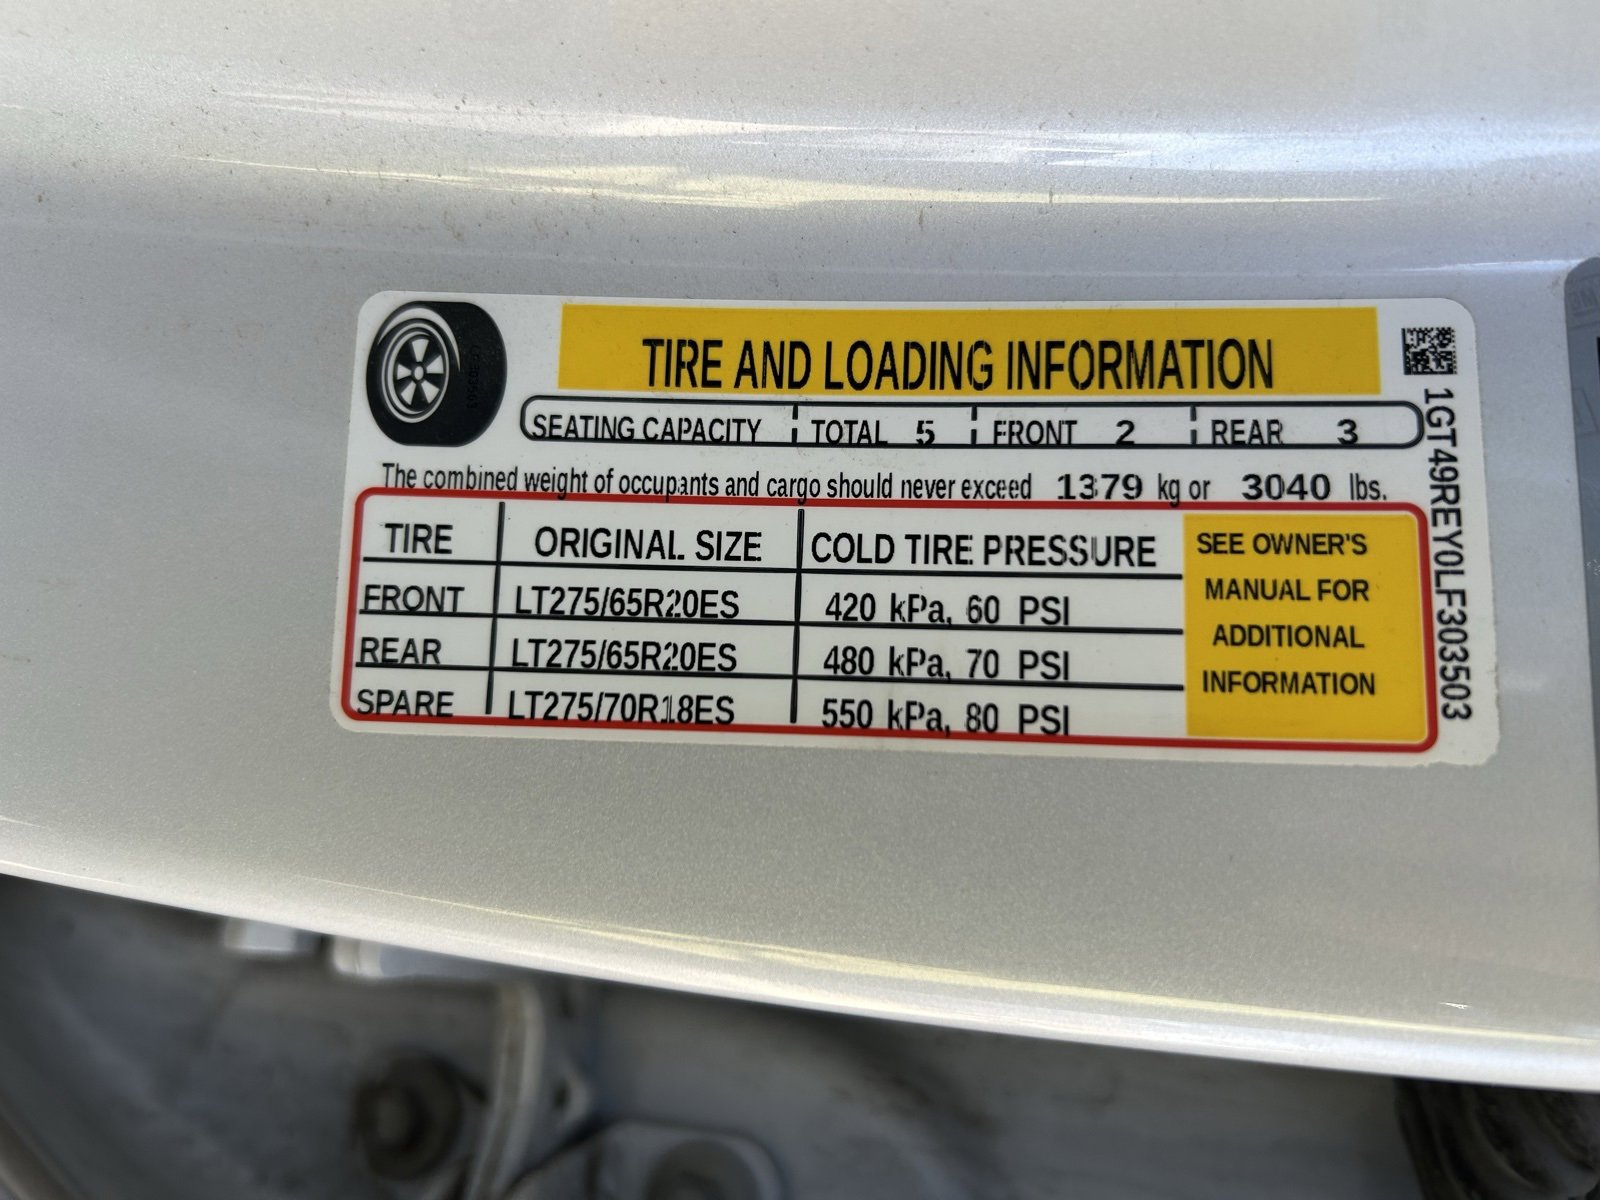 TIRE AND LOADING INFORMATION
SEATING CAPACITY TOTAL 5 FRONT 2 REAR 3
The combined weight of occupants and cargo should never exceed 1379 kg or 3040 lbs.
TIRE ORIGINAL SIZE COLD TIRE PRESSURE
FRONT LT275/65R20ES 420 kPa, 60 PSI
REAR LT275/65R20ES 480 kPa, 70 PSI
SPARE LT275/70R18ES 550 kPa, 80 PSI
SEE OWNER'S
MANUAL FOR
ADDITIONAL
INFORMATION
1GT49REY0LF303503